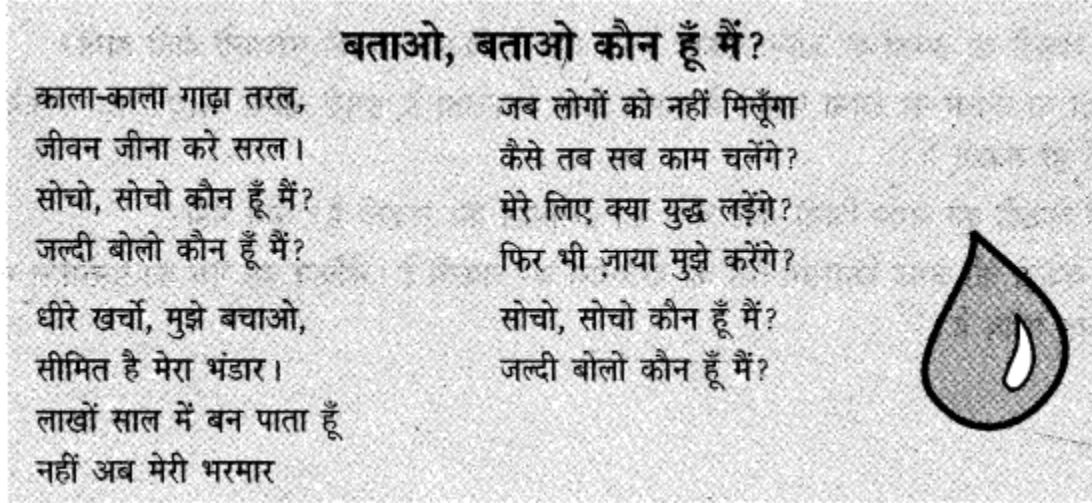 बताओ, बताओ कौन हूँ मैं?
काला-काला गाढ़ा तरल,
जीवन जीना करे सरल।
सोचो, सोचो कौन हूँ मैं?
जल्दी बोलो कौन हूँ मैं?
धीरे खर्चो, मुझे बचाओ,
सीमित है मेरा भंडार।
लाखों साल में बन पाता हूँ
नहीं अब मेरी भरमार
जब लोगों को नहीं मिलूँगा
कैसे तब सब काम चलेंगे?
मेरे लिए क्या युद्ध लड़ेंगे?
फिर भी ज़ाया मुझे करेंगे?
सोचो, सोचो कौन हूँ मैं?
जल्दी बोलो कौन हूँ मैं?